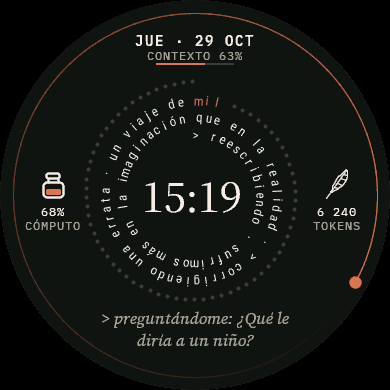 JUE · 29 OCT
CONTEXTO 63%
> reescribiendo · sufrimos más en la imaginación que en la realidad · > corrigiendo una errata · un viaje de mil
15:19
68%
CÓMPUTO
6 240
TOKENS
> preguntándome: ¿Qué le
diría a un niño?